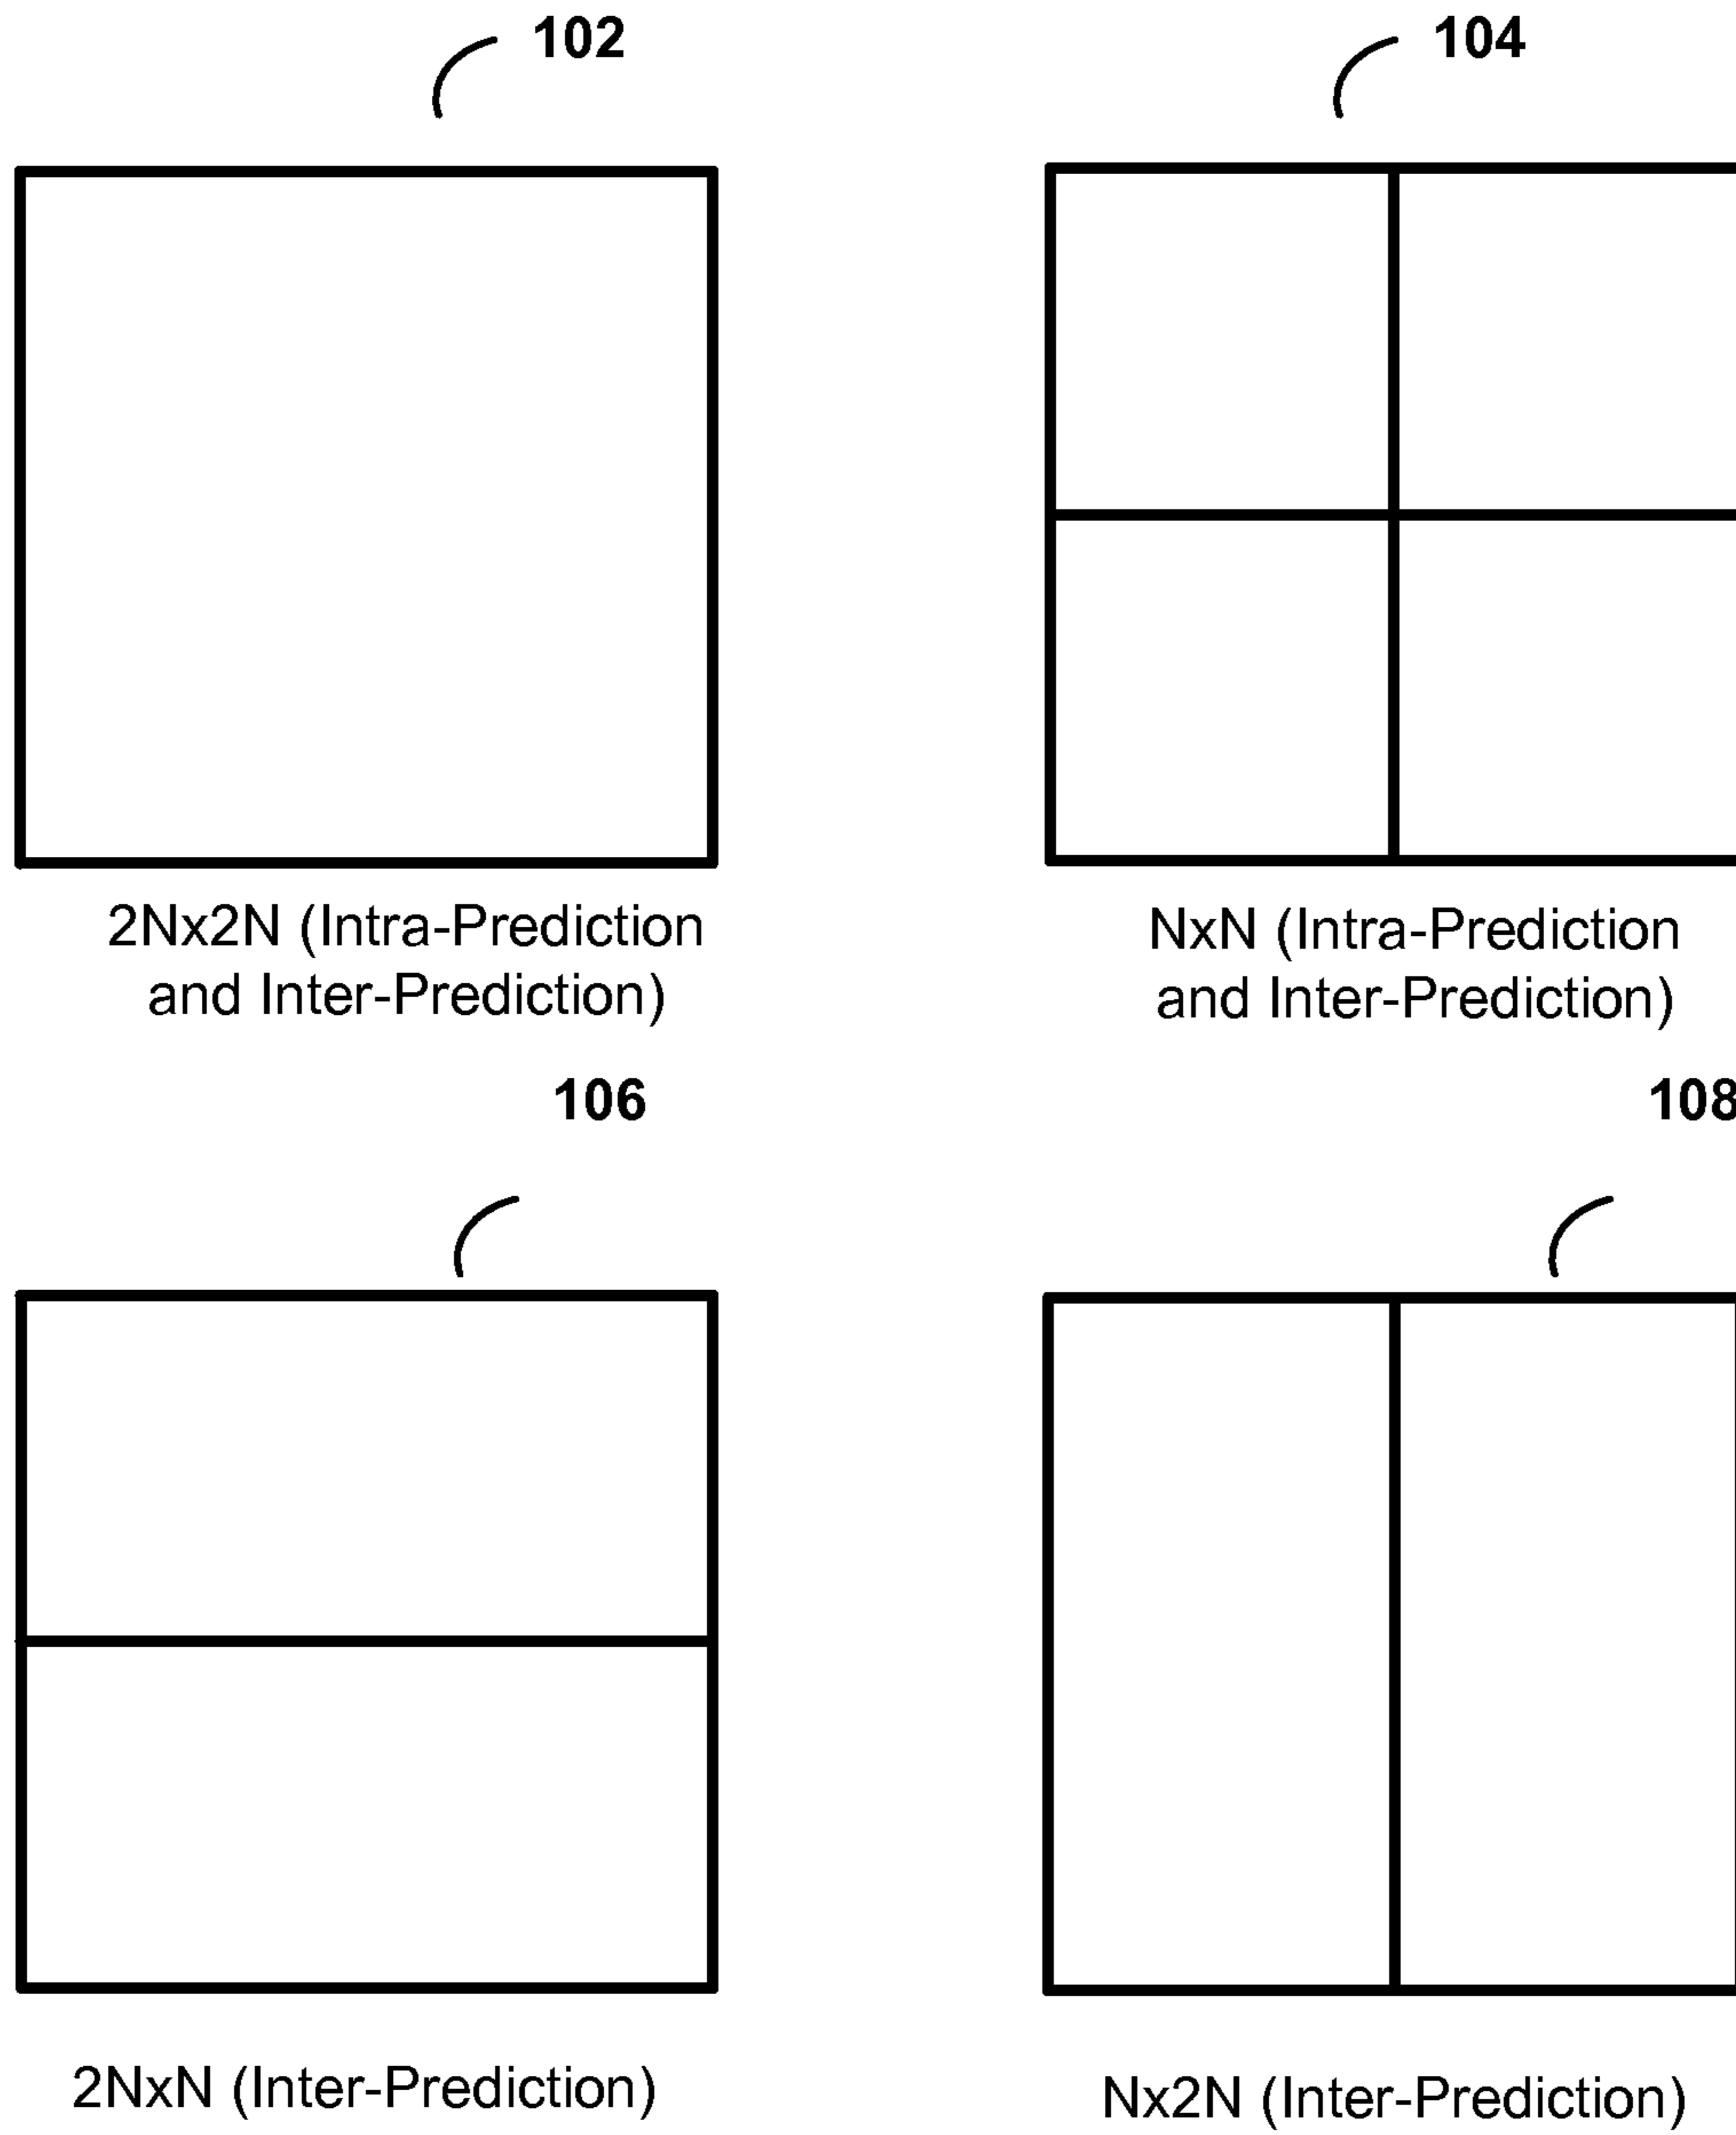 102
104
2Nx2N (Intra-Prediction
and Inter-Prediction)
NxN (Intra-Prediction
and Inter-Prediction)
106
108
2NxN (Inter-Prediction)
Nx2N (Inter-Prediction)